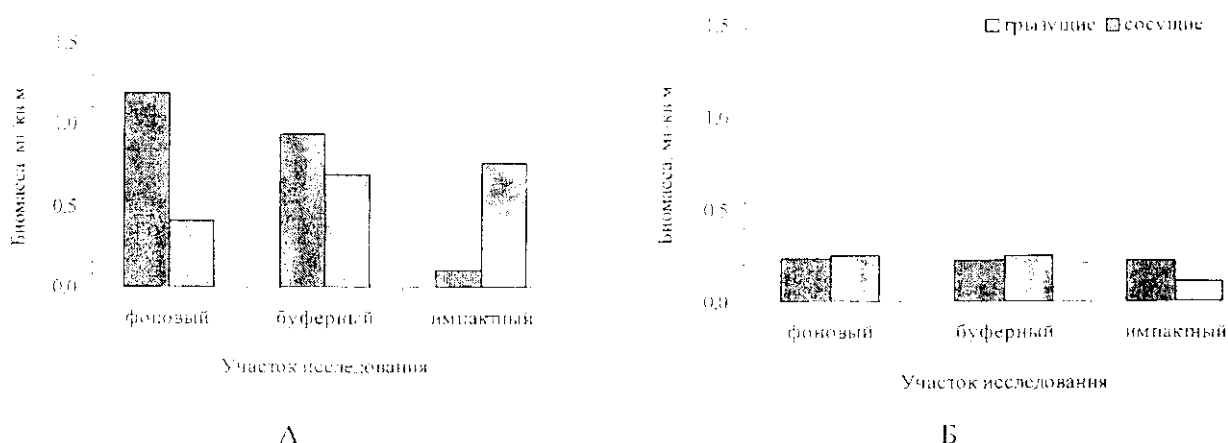 Биомасса, мг/кв.м
1,5
1,0
0,5
0,0
фоновый буферный импактный
Участок исследования
А
грызущие сосущие
Биомасса, мг/кв.м
1,5
1,0
0,5
0,0
фоновый буферный импактный
Участок исследования
Б